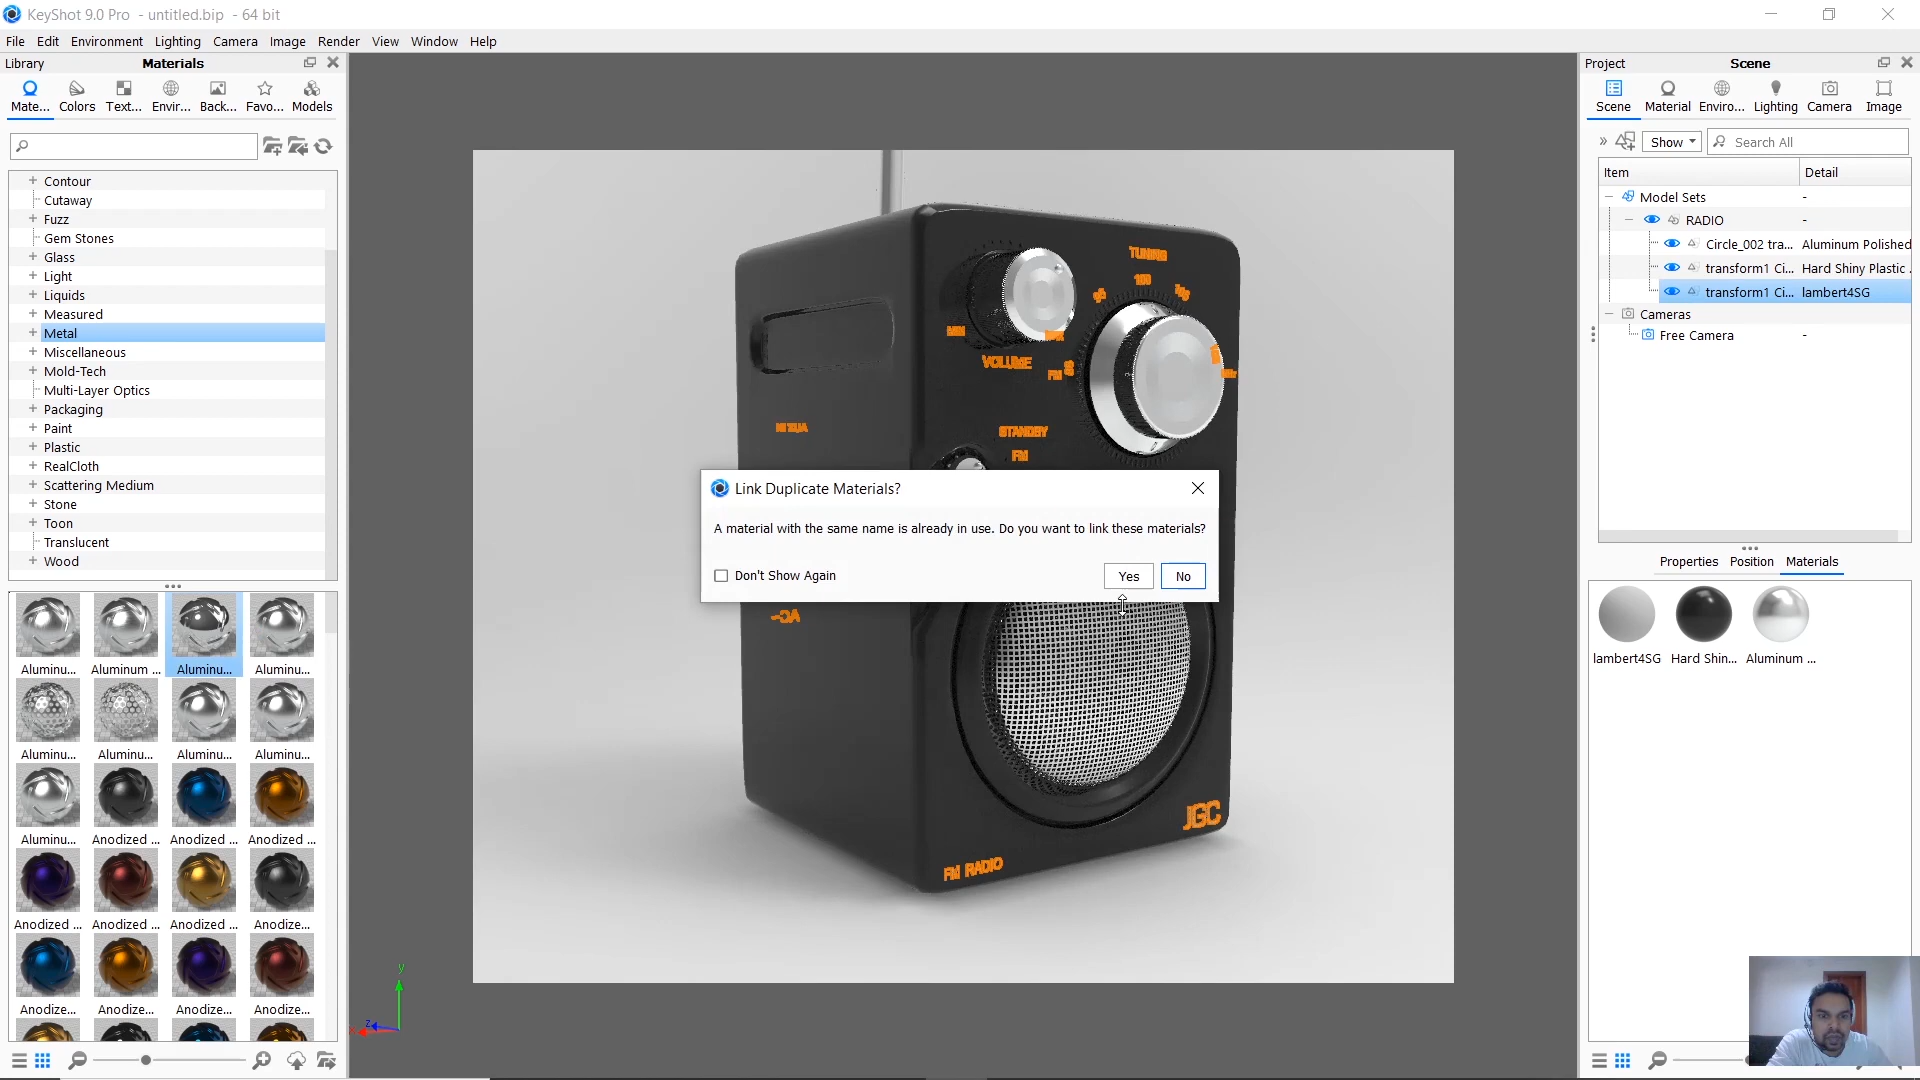 KeyShot 9.0 Pro - untitled.bip - 64 bit
File Edit Environment Lighting Camera Image Render View Window Help
Library Materials
Mate... Colors Text... Envir... Back... Favo... Models
Contour
Cutaway
Fuzz
Gem Stones
Glass
Light
Liquids
Measured
Metal
Miscellaneous
Mold-Tech
Multi-Layer Optics
Packaging
Paint
Plastic
RealCloth
Scattering Medium
Stone
Toon
Translucent
Wood
Aluminu... Aluminum ... Aluminu... Aluminu...
Aluminu... Aluminu... Aluminu... Aluminu...
Aluminu... Anodized ... Anodized ... Anodized ...
Anodized ... Anodized ... Anodized ... Anodize...
Anodize... Anodize... Anodize... Anodize...
TUNING
100
VOLUME
FM
88
STANDBY
FM
JGC
FM RADIO
y
z
x
Link Duplicate Materials?
A material with the same name is already in use. Do you want to link these materials?
Don't Show Again Yes No
Project Scene
Scene Material Enviro... Lighting Camera Image
» Show Search All
Item Detail
Model Sets -
RADIO -
Circle_002 tra... Aluminum Polished
transform1 Ci... Hard Shiny Plastic .
transform1 Ci... lambert4SG
Cameras
Free Camera -
Properties Position Materials
lambert4SG Hard Shin... Aluminum ...